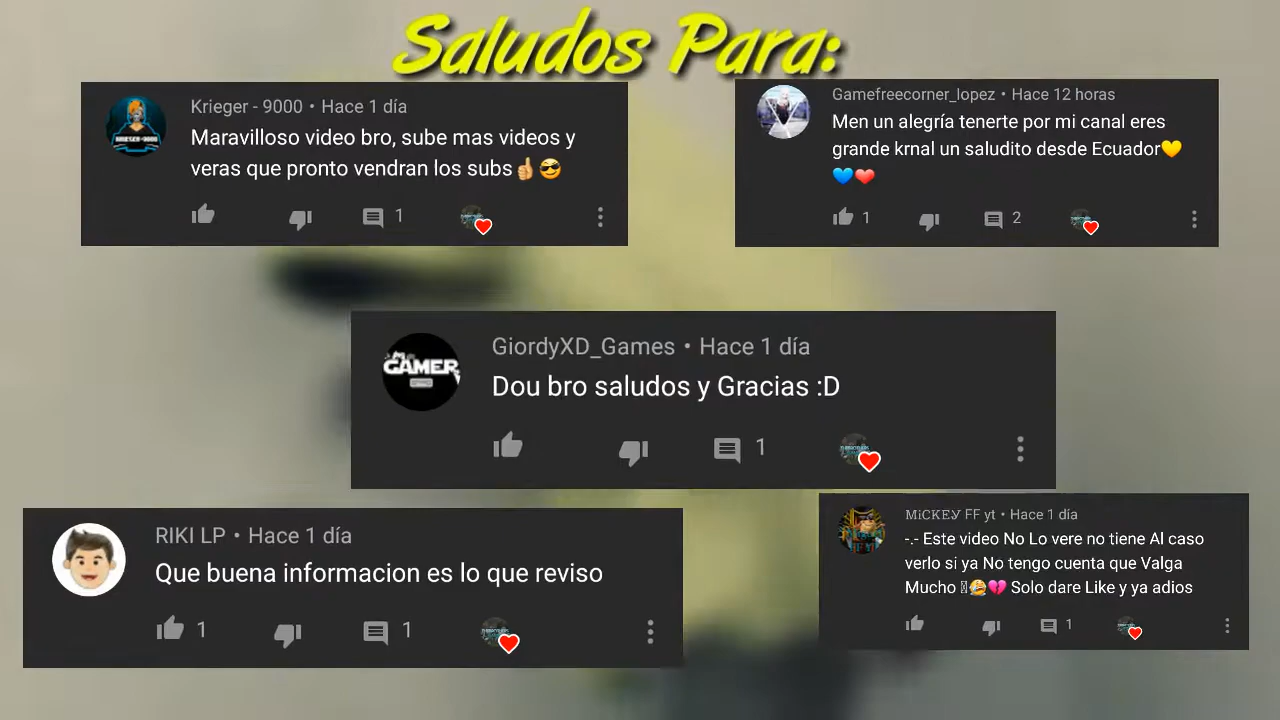 Saludos Para:
Krieger - 9000 • Hace 1 día
Maravilloso video bro, sube mas videos y
veras que pronto vendran los subs👍😎
1
Gamefreecorner_lopez • Hace 12 horas
Men un alegría tenerte por mi canal eres
grande krnal un saludito desde Ecuador💛
💙❤️
1 2
GAMER
GiordyXD_Games • Hace 1 día
Dou bro saludos y Gracias :D
1
RIKI LP • Hace 1 día
Que buena informacion es lo que reviso
1 1
MiCKEУ FF yt • Hace 1 día
-.- Este video No Lo vere no tiene Al caso
verlo si ya No tengo cuenta que Valga
Mucho 😭💔 Solo dare Like y ya adios
1